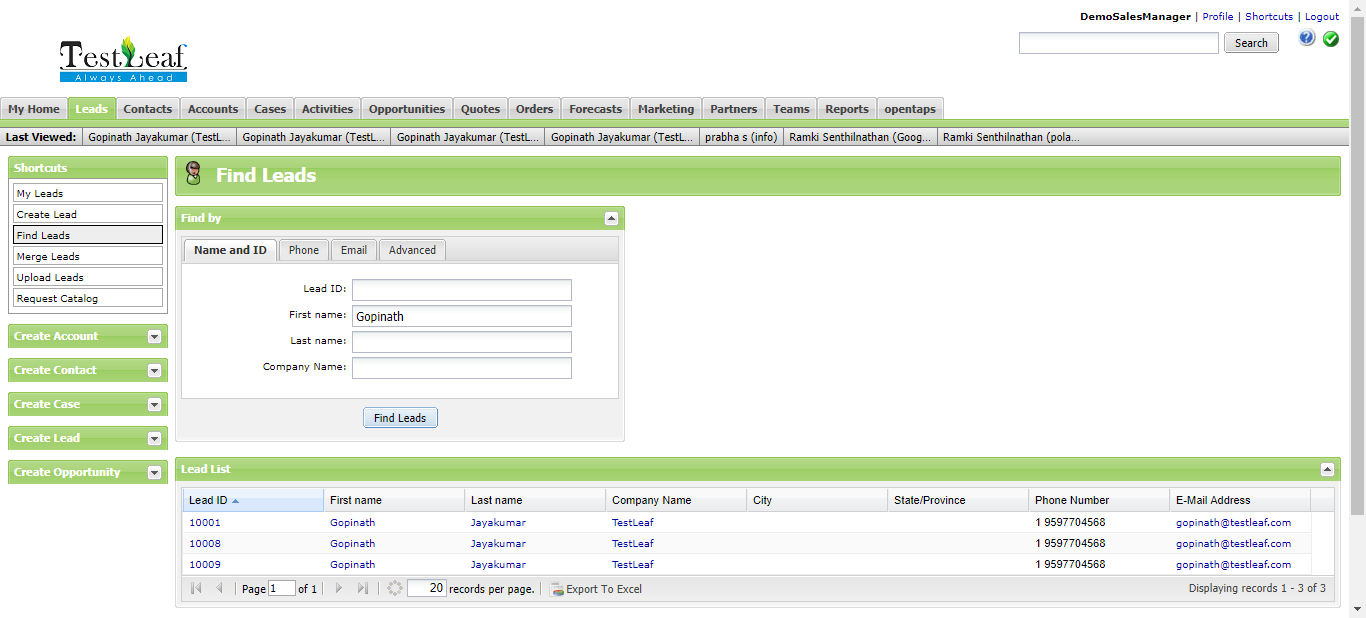 DemoSalesManager | Profile | Shortcuts | Logout
TestLeaf
Always Ahead
Search
My Home Leads Contacts Accounts Cases Activities Opportunities Quotes Orders Forecasts Marketing Partners Teams Reports opentaps
Last Viewed: Gopinath Jayakumar (TestL... Gopinath Jayakumar (TestL... Gopinath Jayakumar (TestL... Gopinath Jayakumar (TestL... prabha s (info) Ramki Senthilnathan (Goog... Ramki Senthilnathan (pola...
Shortcuts
My Leads
Create Lead
Find Leads
Merge Leads
Upload Leads
Request Catalog
Create Account
Create Contact
Create Case
Create Lead
Create Opportunity
Find Leads
Find by
Name and ID Phone Email Advanced
Lead ID:
First name: Gopinath
Last name:
Company Name:
Find Leads
Lead List
Lead ID First name Last name Company Name City State/Province Phone Number E-Mail Address
10001 Gopinath Jayakumar TestLeaf 1 9597704568 gopinath@testleaf.com
10008 Gopinath Jayakumar TestLeaf 1 9597704568 gopinath@testleaf.com
10009 Gopinath Jayakumar TestLeaf 1 9597704568 gopinath@testleaf.com
Page 1 of 1 20 records per page. Export To Excel Displaying records 1 - 3 of 3